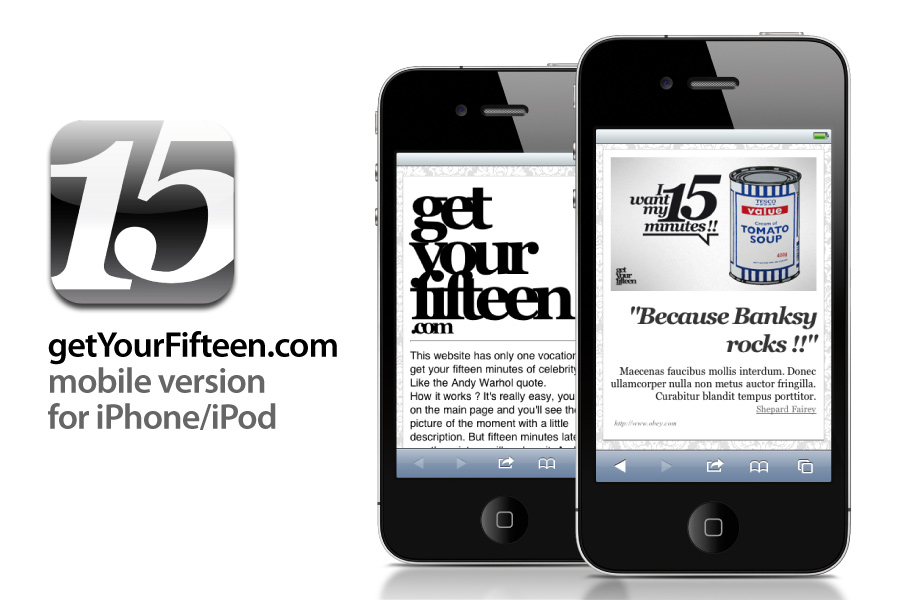 15
getYourFifteen.com
mobile version
for iPhone/iPod
get
your
fifteen
.com
This website has only one vocation
get your fifteen minutes of celebrity
Like the Andy Warhol quote.
How it works ? It's really easy, you
on the main page and you'll see the
picture of the moment with a little
description. But fifteen minutes late
I
want
my
15
minutes!!
get
your
fifteen
TESCO
value
Cream of
TOMATO
SOUP
400g
"Because Banksy
rocks !!"
Maecenas faucibus mollis interdum. Donec
ullamcorper nulla non metus auctor fringilla.
Curabitur blandit tempus porttitor.
Shepard Fairey
http://www.obey.com